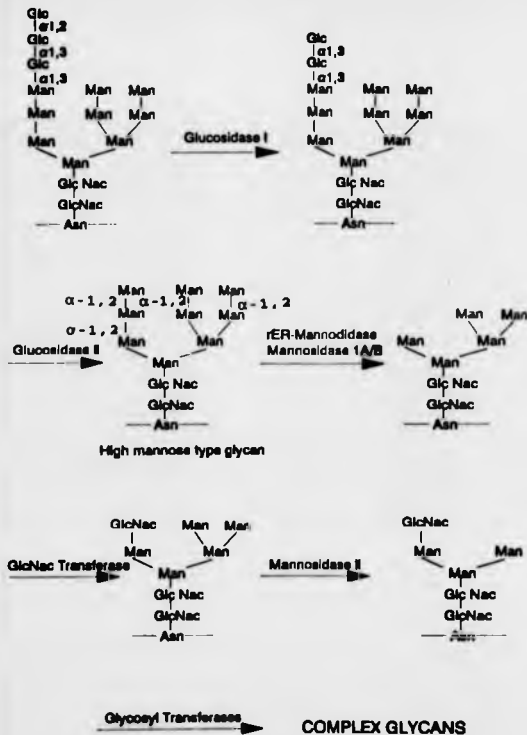 Glc
α1,2
Glc
α1,3
Glc
α1,3
Man Man Man
Man Man Man
Man Man
Man
Glc Nac
GlcNac
Asn
Glucosidase I
Glc
α1,3
Glc
α1,3
Man Man Man
Man Man Man
Man Man
Man
Glc Nac
GlcNac
Asn
Glucosidase II
Man Man Man
α-1,2 α-1,2 α-1,2
Man Man Man
α-1,2
Man Man
Man
Glc Nac
GlcNac
Asn
High mannose type glycan
rER-Mannodidase
Mannosidase 1A/B
Man Man
Man Man
Man
Glc Nac
GlcNac
Asn
GlcNac Transferase
GlcNac Man Man
Man Man
Man
Glc Nac
GlcNac
Asn
Mannosidase II
GlcNac
Man Man
Man
Glc Nac
GlcNac
Asn
Glycosyl Transferases
COMPLEX GLYCANS